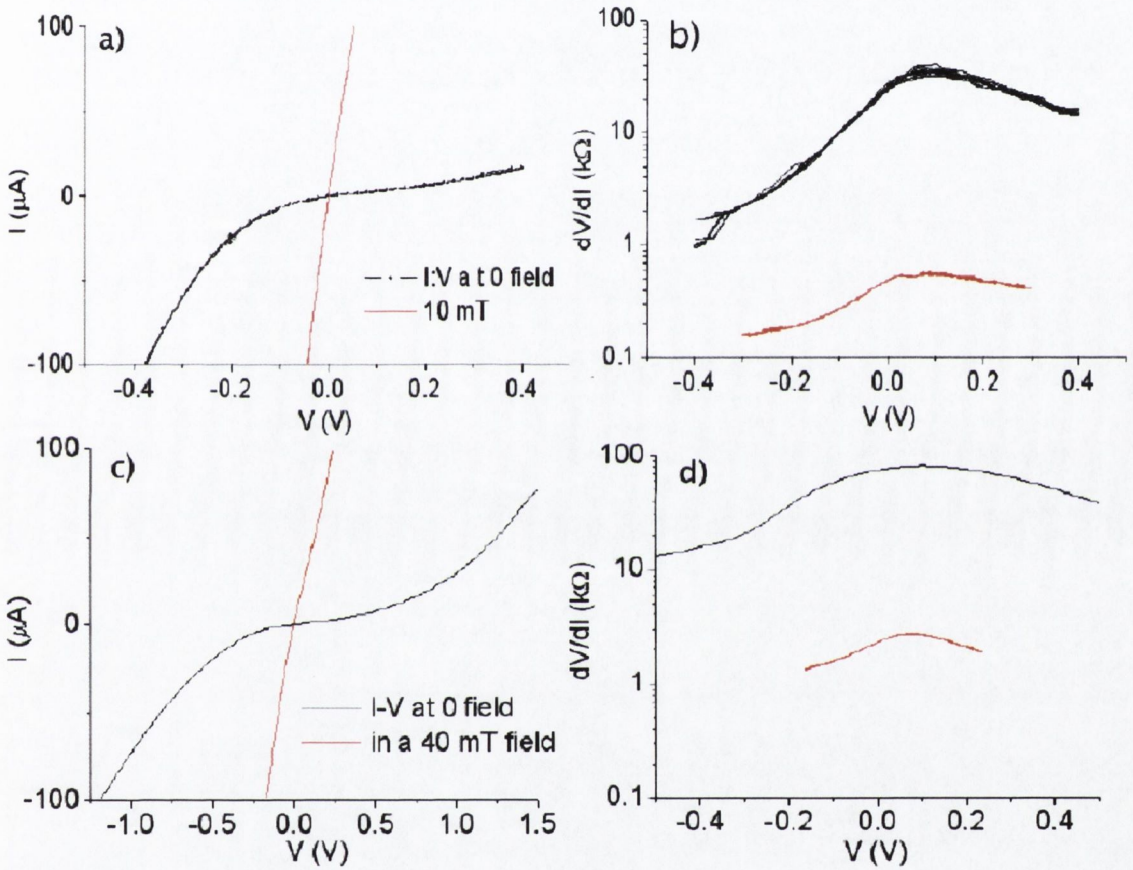 a)
100
0
-100
I (μA)
-0.4 -0.2 0.0 0.2 0.4
V (V)
I:V at 0 field
10 mT
b)
100
10
1
0.1
dV/dI (kΩ)
-0.4 -0.2 0.0 0.2 0.4
V (V)
c)
100
0
-100
I (μA)
-1.0 -0.5 0.0 0.5 1.0 1.5
V (V)
I-V at 0 field
in a 40 mT field
d)
100
10
1
0.1
dV/dI (kΩ)
-0.4 -0.2 0.0 0.2 0.4
V (V)